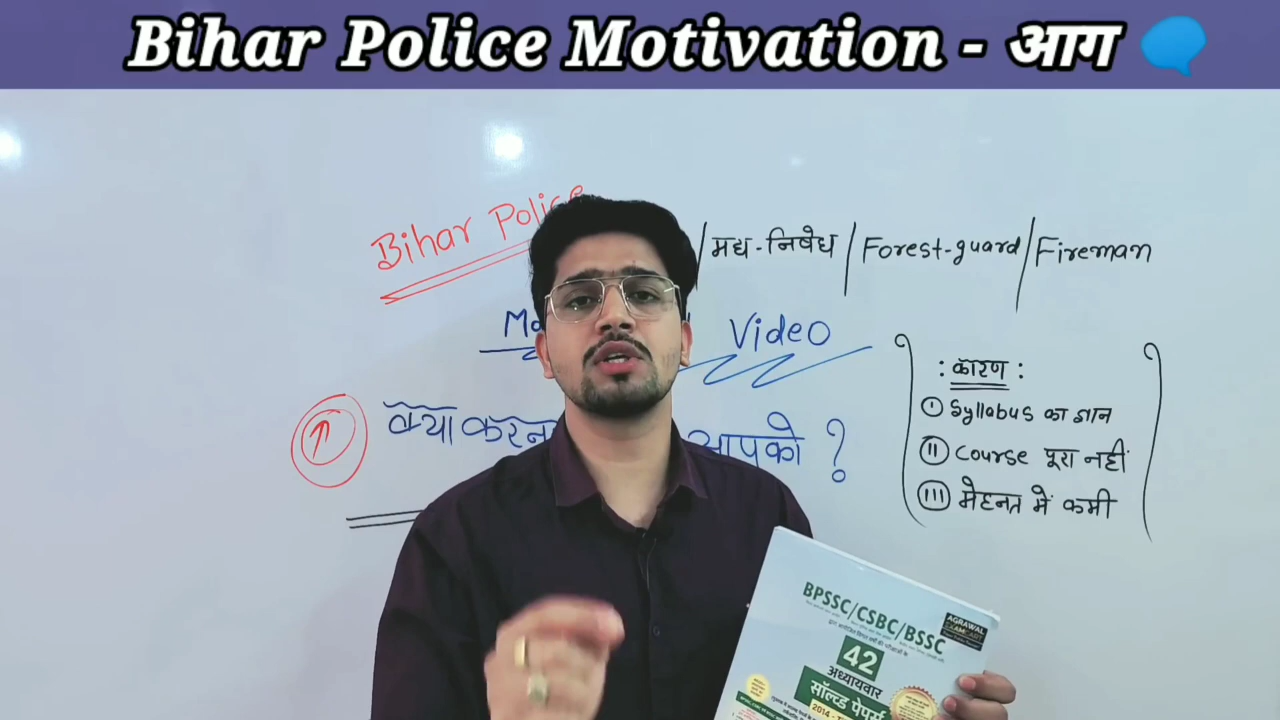 Bihar Police Motivation - आग
Bihar Police
/ मद्य-निषेध / Forest-guard / Fireman
Video
क्या करना आपको ?
: कारण :
(I) Syllabus का ज्ञान
(II) Course पूरा नहीं
(III) मेहनत में कमी
BPSSC/CSBC/BSSC
AGRAWAL
EXAMCART
42
अध्यायवार
सॉल्व्ड पेपर्स